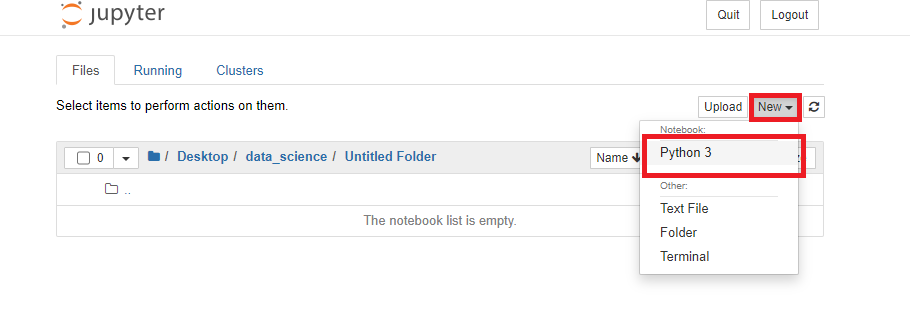 jupyter
Quit Logout
Files Running Clusters
Select items to perform actions on them.
Upload New
Notebook:
0 / Desktop / data_science / Untitled Folder Name
Python 3
..
Other:
Text File
The notebook list is empty.
Folder
Terminal